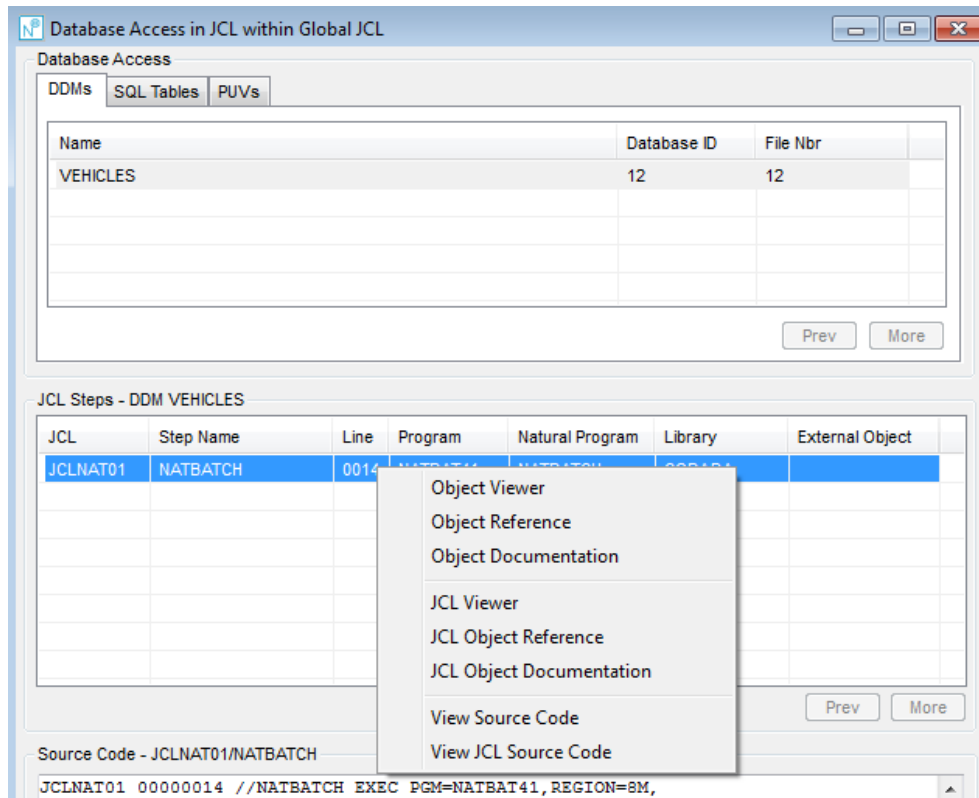 Database Access in JCL within Global JCL
Database Access
DDMs SQL Tables PUVs
Name Database ID File Nbr
VEHICLES 12 12
Prev More
JCL Steps - DDM VEHICLES
JCL Step Name Line Program Natural Program Library External Object
JCLNAT01 NATBATCH 0014
Object Viewer
Object Reference
Object Documentation
JCL Viewer
JCL Object Reference
JCL Object Documentation
View Source Code
View JCL Source Code
Prev More
Source Code - JCLNAT01/NATBATCH
JCLNAT01 00000014 //NATBATCH EXEC PGM=NATBAT41,REGION=8M,